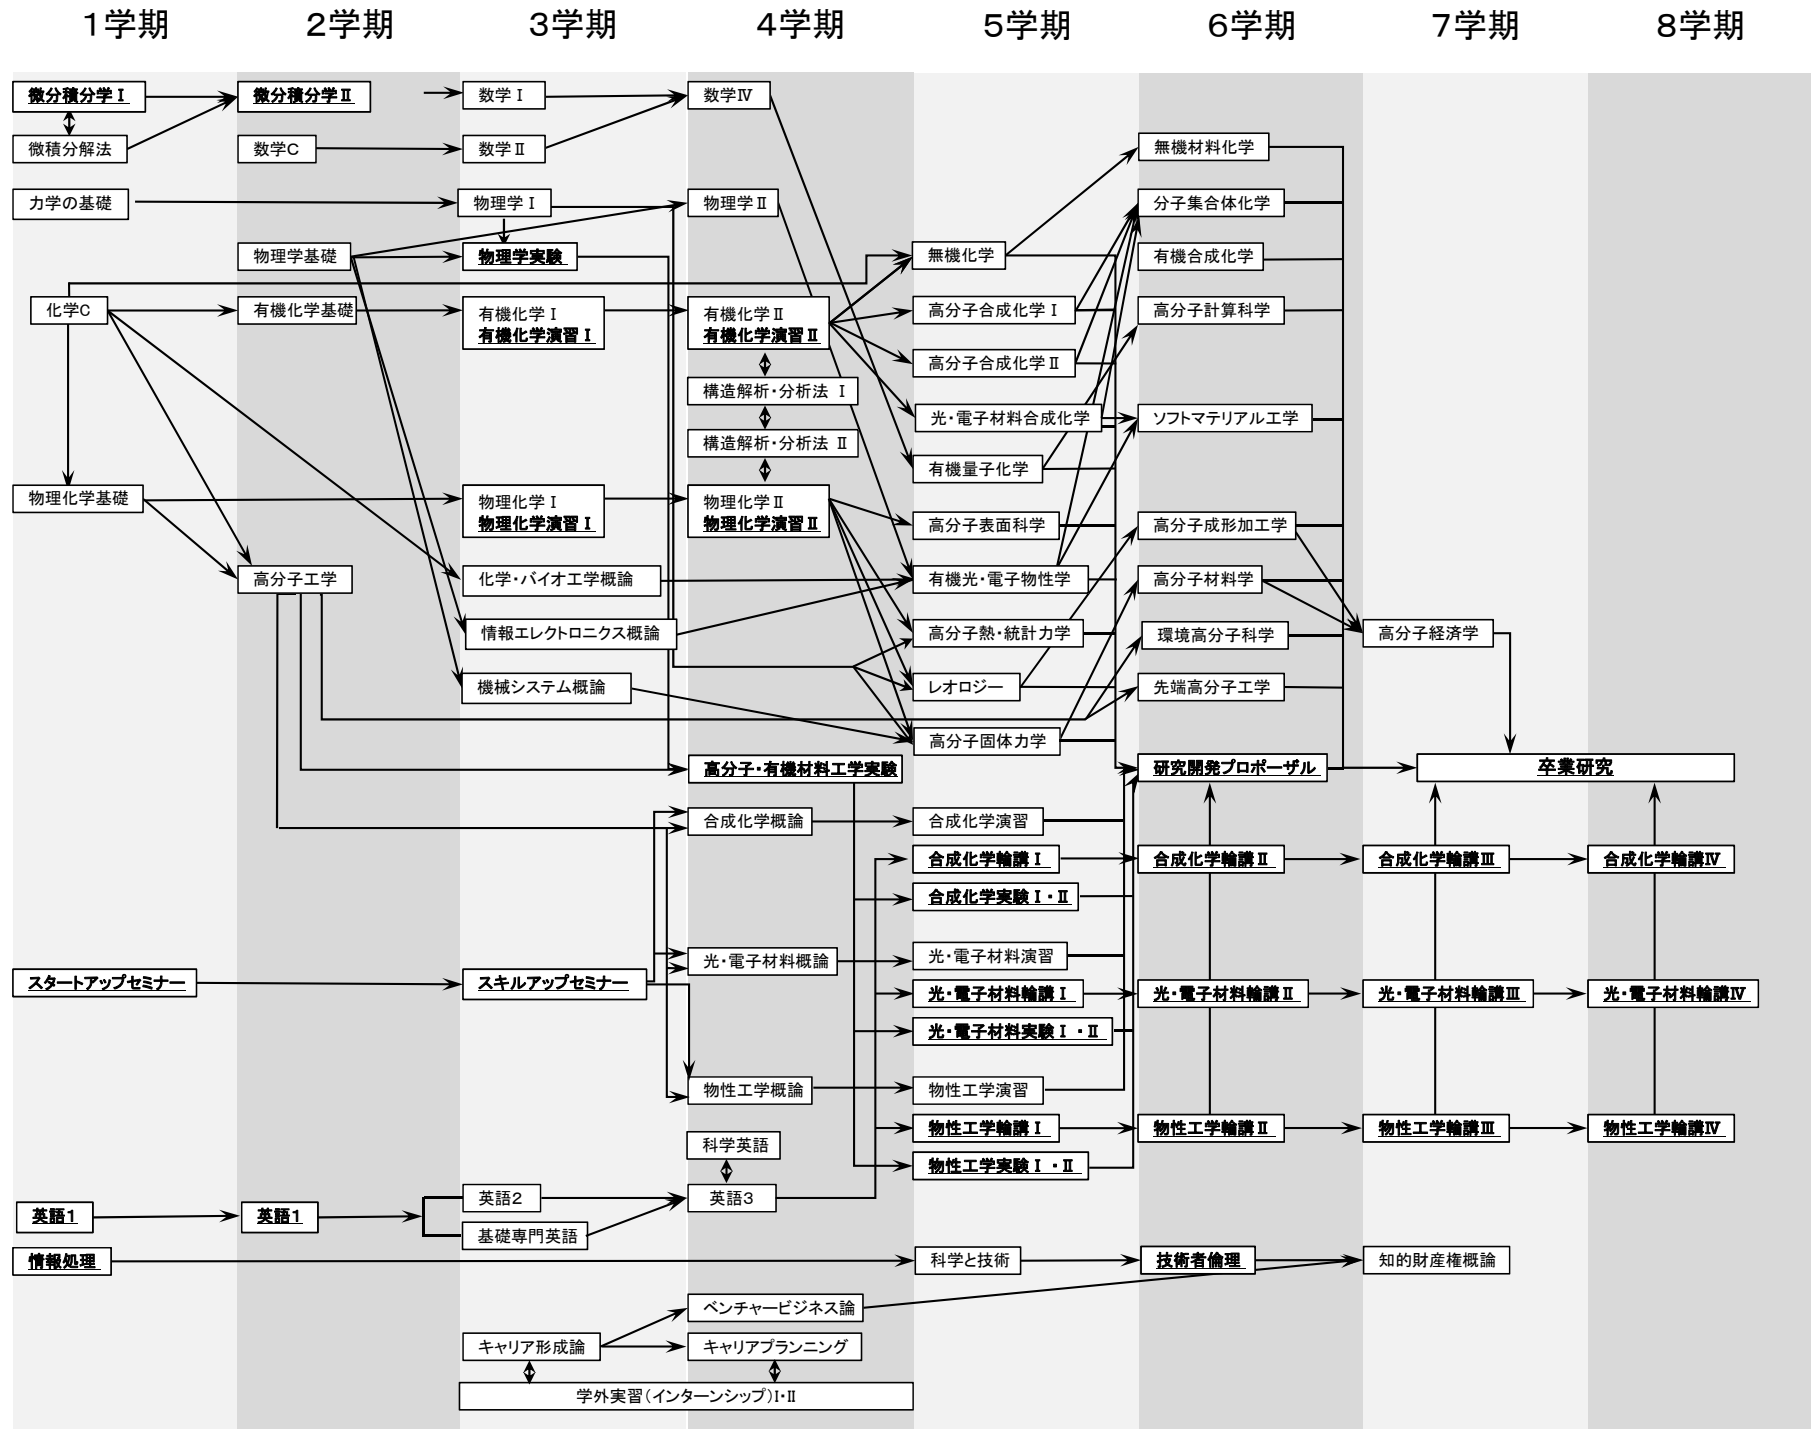 １学期
２学期
３学期
４学期
５学期
６学期
７学期
８学期
微分積分学Ⅰ
微分積分学Ⅱ
数学Ⅰ
数学Ⅳ
微積分解法
数学C
数学Ⅱ
無機材料化学
力学の基礎
物理学Ⅰ
物理学Ⅱ
分子集合体化学
物理学基礎
物理学実験
無機化学
有機合成化学
化学C
有機化学基礎
有機化学Ⅰ
有機化学演習Ⅰ
有機化学Ⅱ
有機化学演習Ⅱ
高分子合成化学Ⅰ
高分子計算科学
高分子合成化学Ⅱ
構造解析・分析法 Ⅰ
光・電子材料合成化学
ソフトマテリアル工学
構造解析・分析法 Ⅱ
有機量子化学
物理化学基礎
物理化学Ⅰ
物理化学演習Ⅰ
物理化学Ⅱ
物理化学演習Ⅱ
高分子表面科学
高分子成形加工学
高分子工学
化学・バイオ工学概論
有機光・電子物性学
高分子材料学
情報エレクトロニクス概論
高分子熱・統計力学
環境高分子科学
高分子経済学
機械システム概論
レオロジー
先端高分子工学
高分子固体力学
高分子・有機材料工学実験
研究開発プロポーザル
卒業研究
合成化学概論
合成化学演習
合成化学輪講Ⅰ
合成化学輪講Ⅱ
合成化学輪講Ⅲ
合成化学輪講Ⅳ
合成化学実験Ⅰ・Ⅱ
光・電子材料概論
光・電子材料演習
スタートアップセミナー
スキルアップセミナー
光・電子材料輪講Ⅰ
光・電子材料輪講Ⅱ
光・電子材料輪講Ⅲ
光・電子材料輪講Ⅳ
光・電子材料実験Ⅰ・Ⅱ
物性工学概論
物性工学演習
物性工学輪講Ⅰ
物性工学輪講Ⅱ
物性工学輪講Ⅲ
物性工学輪講Ⅳ
科学英語
物性工学実験Ⅰ・Ⅱ
英語1
英語1
英語2
英語3
基礎専門英語
情報処理
科学と技術
技術者倫理
知的財産権概論
ベンチャービジネス論
キャリア形成論
キャリアプランニング
学外実習（インターンシップ）Ⅰ・Ⅱ